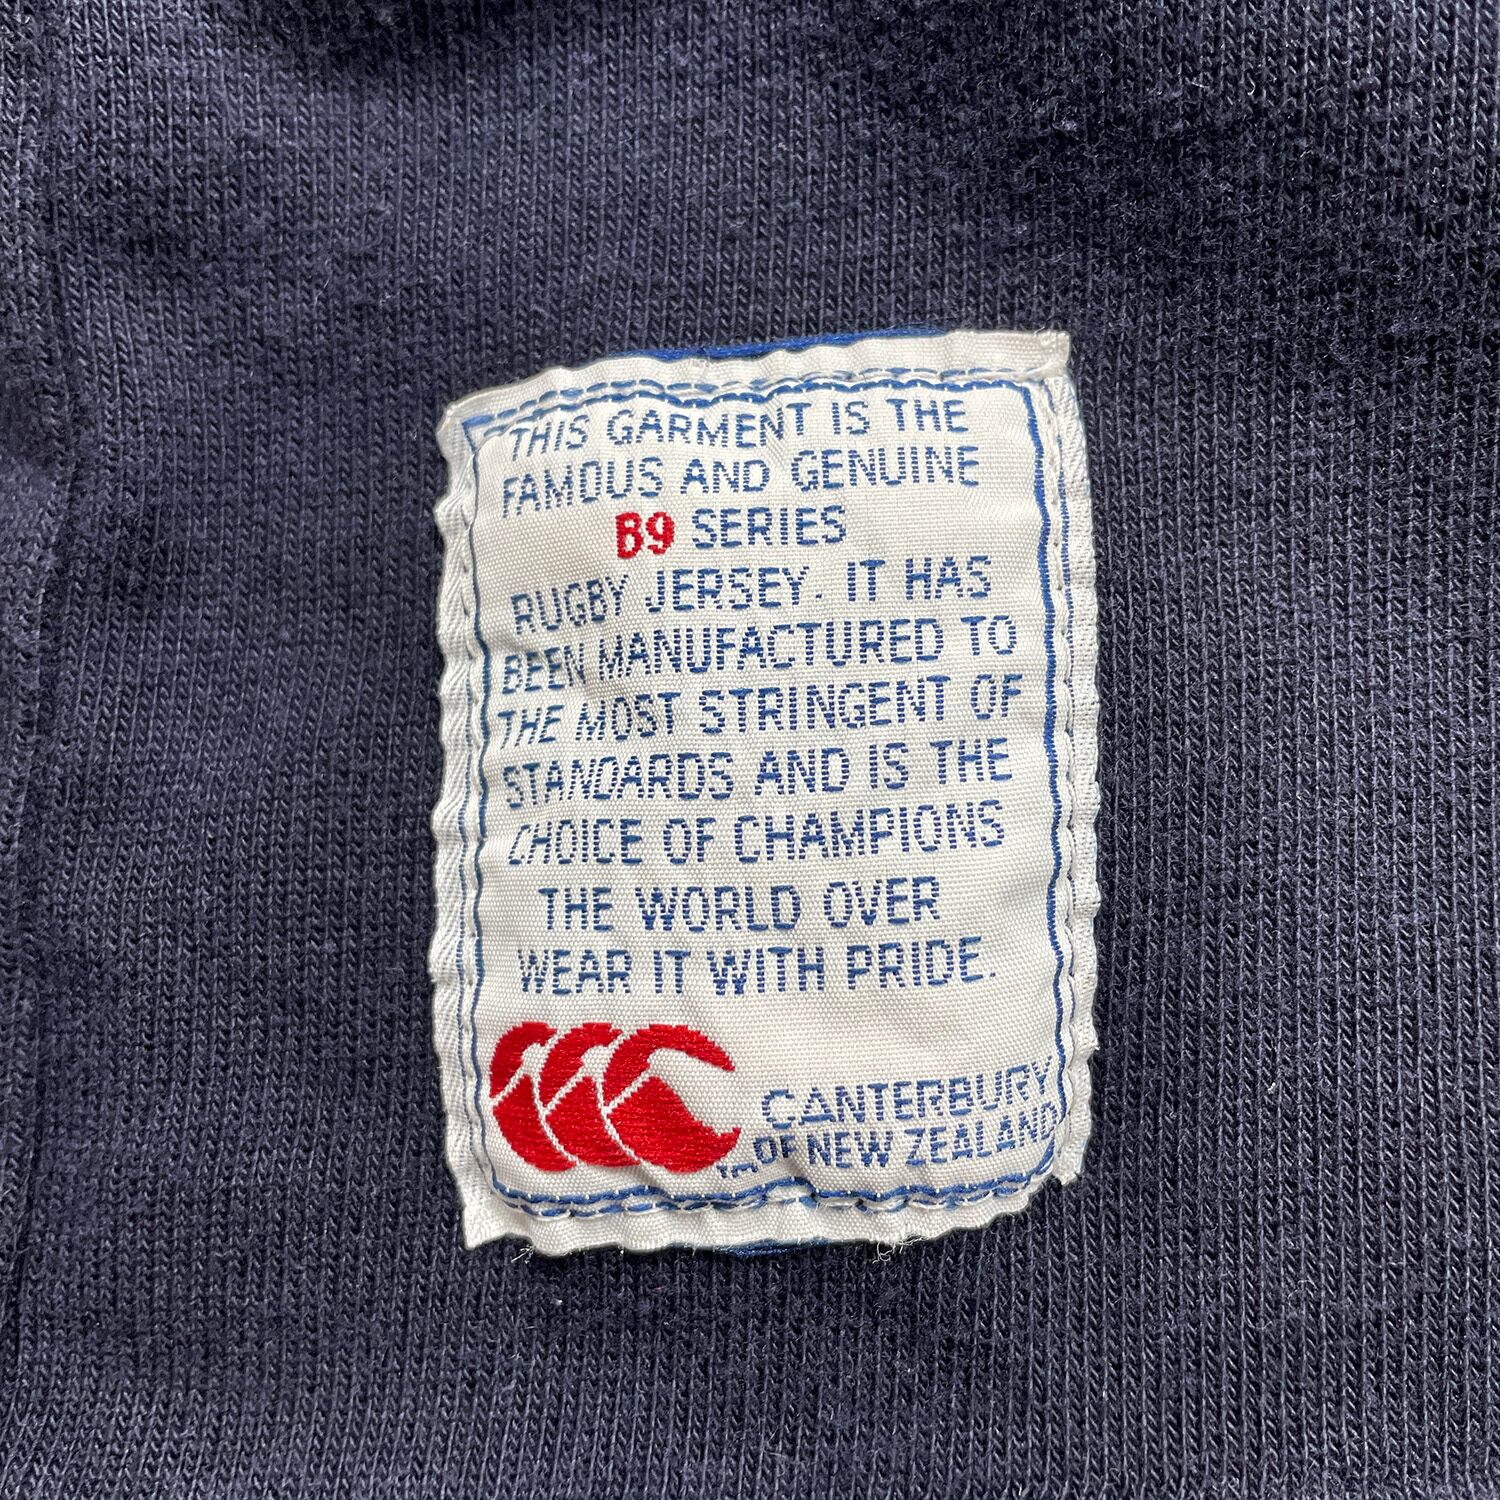 THIS GARMENT IS THE
FAMOUS AND GENUINE
B9 SERIES
RUGBY JERSEY. IT HAS
BEEN MANUFACTURED TO
THE MOST STRINGENT OF
STANDARDS AND IS THE
CHOICE OF CHAMPIONS
THE WORLD OVER
WEAR IT WITH PRIDE.
CANTERBURY
OF NEW ZEALAND